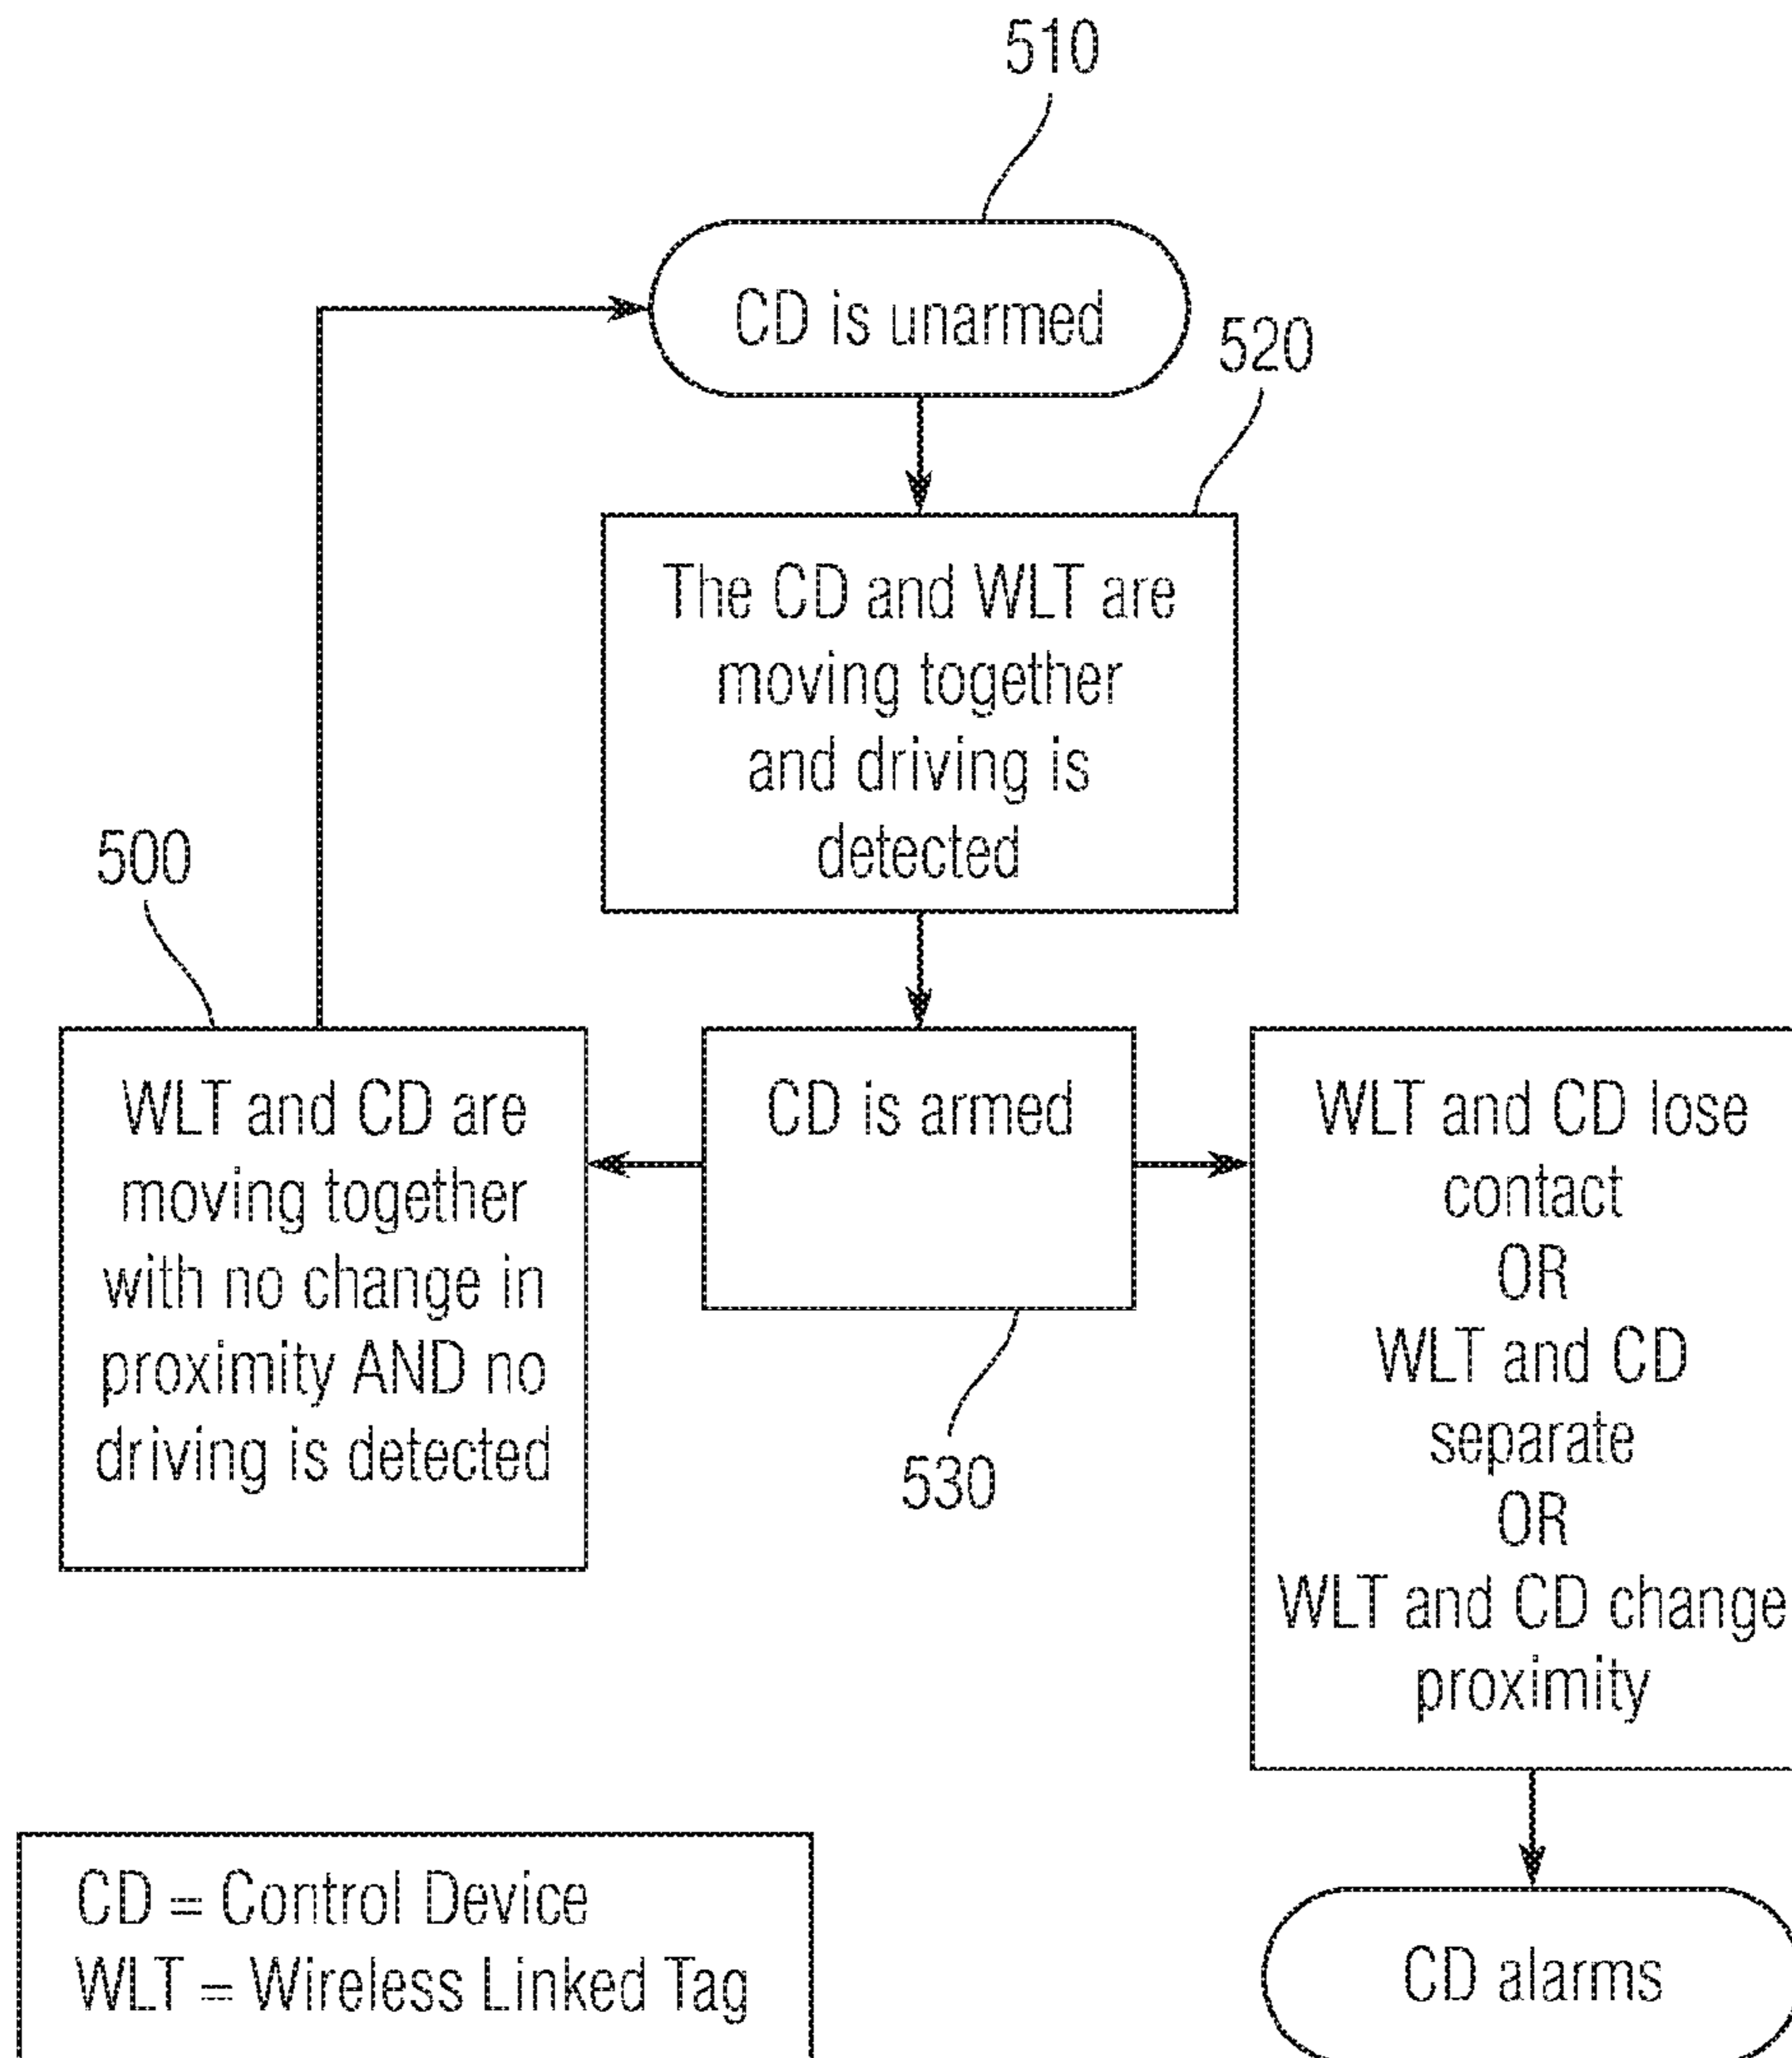 510
CD is unarmed
520
The CD and WLT are
moving together
and driving is
detected
500
WLT and CD are
moving together
with no change in
proximity AND no
driving is detected
CD is armed
530
WLT and CD lose
contact
OR
WLT and CD
separate
OR
WLT and CD change
proximity
CD = Control Device
WLT = Wireless Linked Tag
CD alarms